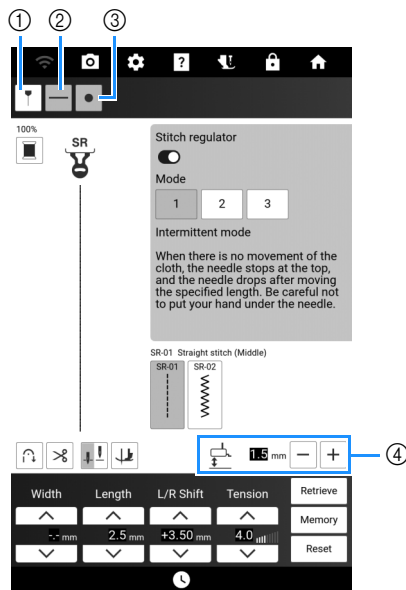 ① ② ③
?
100%
SR
Stitch regulator
Mode
1 2 3
Intermittent mode
When there is no movement of the
cloth, the needle stops at the top,
and the needle drops after moving
the specified length. Be careful not
to put your hand under the needle.
SR-01 Straight stitch (Middle)
SR-01 SR-02
1.5 mm − +
④
Width Length L/R Shift Tension
-.- mm 2.5 mm +3.50 mm 4.0
Retrieve
Memory
Reset